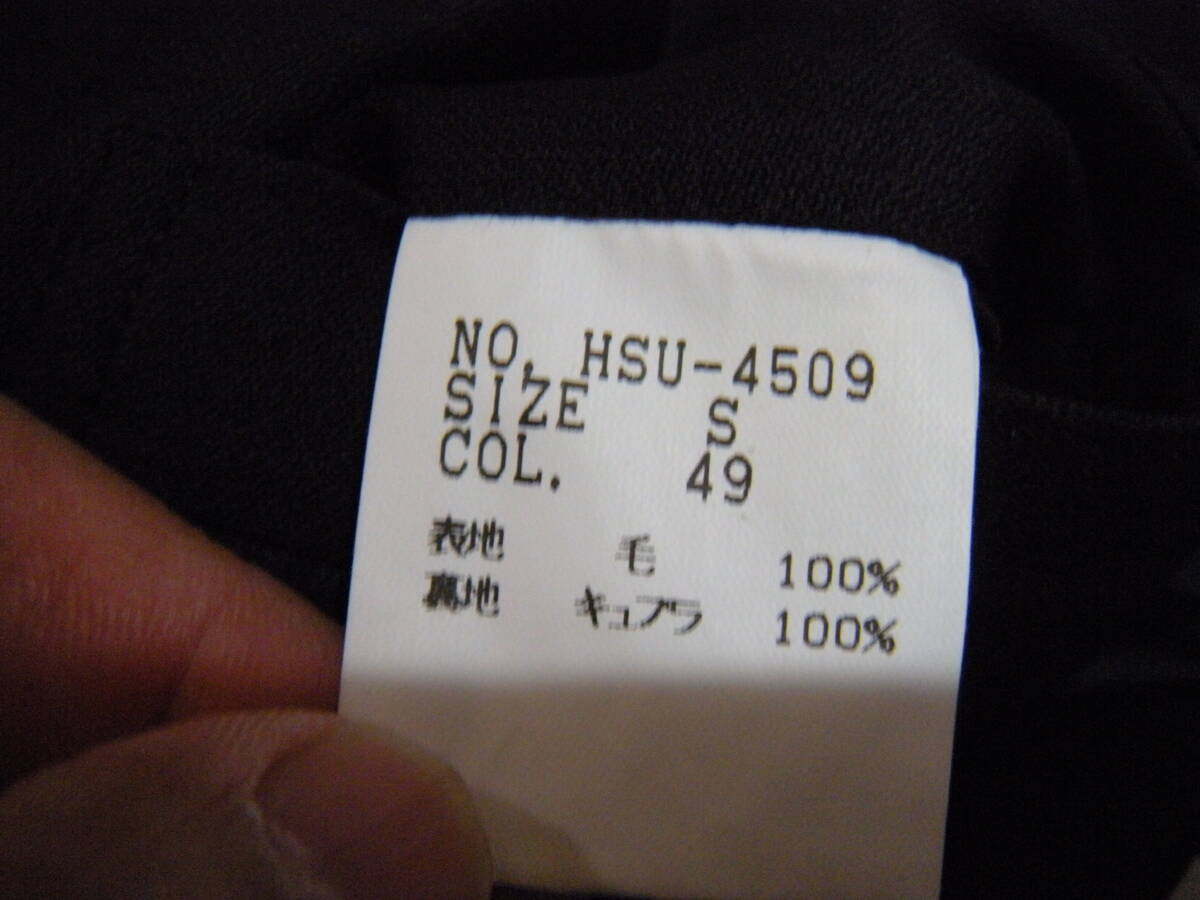 NO. HSU-4509
SIZE S
COL. 49
表地 毛 100%
裏地 キュプラ 100%